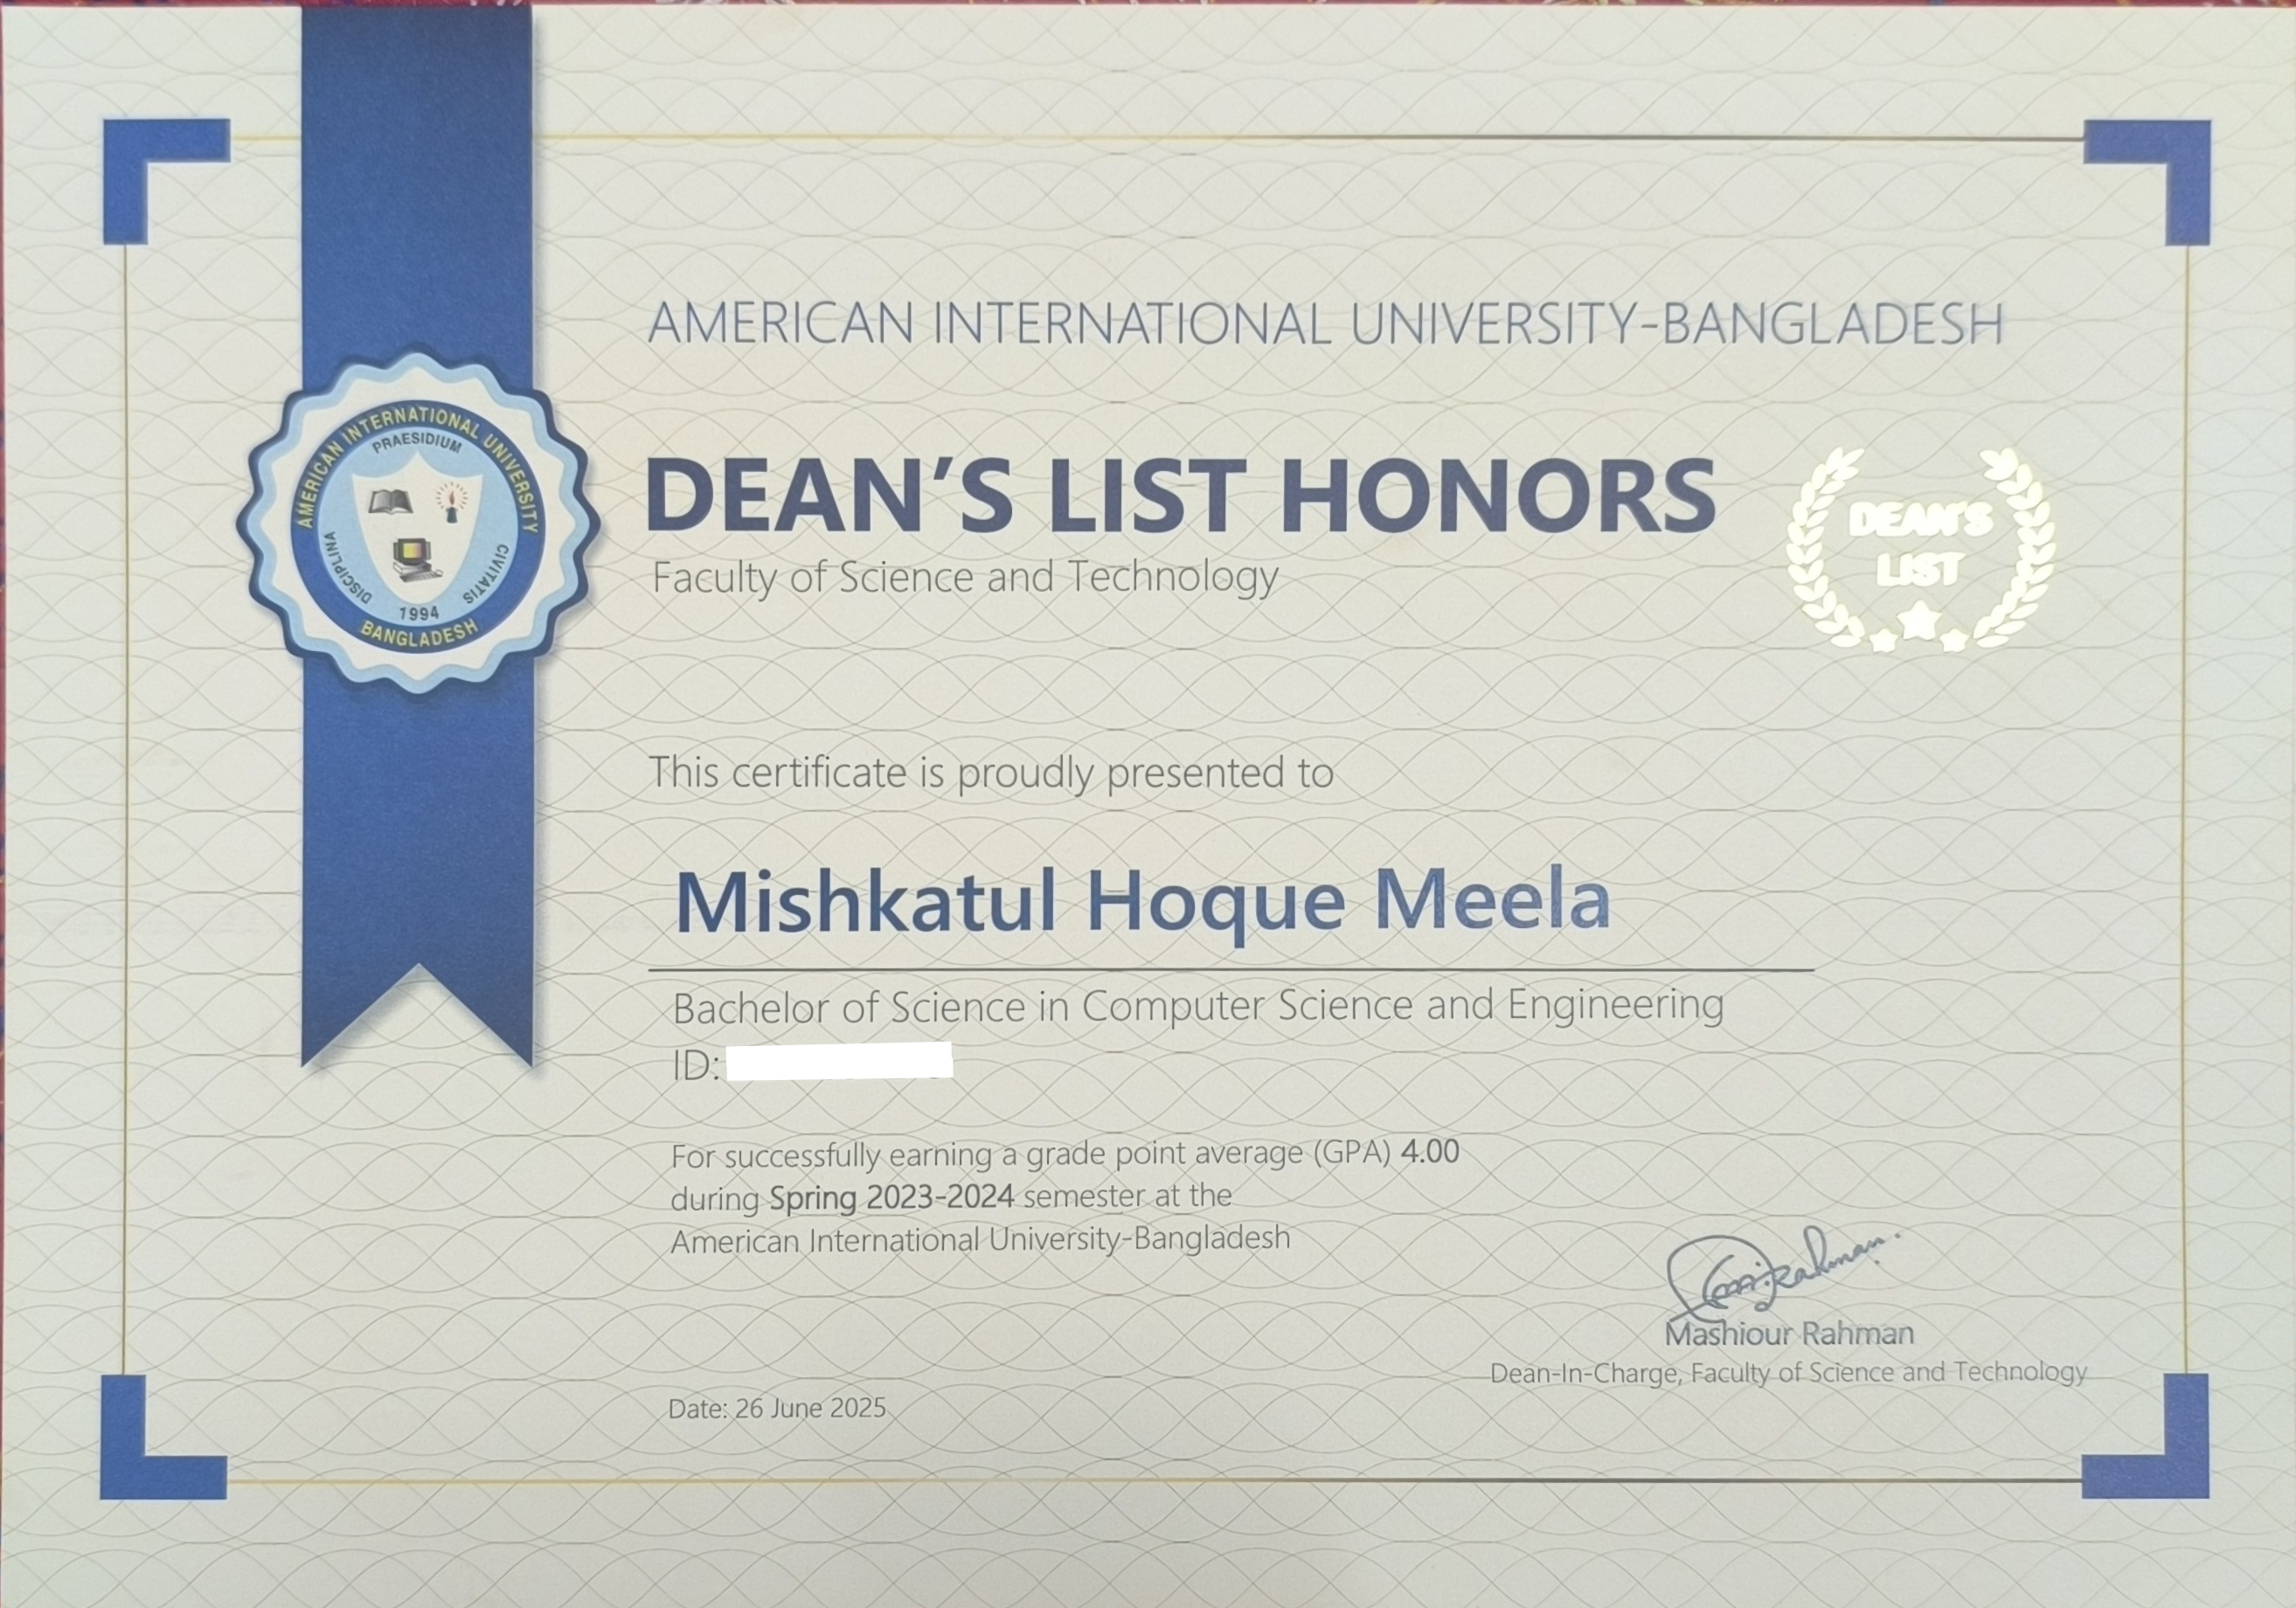 AMERICAN INTERNATIONAL UNIVERSITY-BANGLADESH
AMERICAN INTERNATIONAL UNIVERSITY
PRAESIDIUM
DISCIPLINA
CIVITATIS
1994
BANGLADESH
DEAN'S LIST HONORS
Faculty of Science and Technology
DEAN'S
LIST
This certificate is proudly presented to
Mishkatul Hoque Meela
Bachelor of Science in Computer Science and Engineering
ID:
For successfully earning a grade point average (GPA) 4.00
during Spring 2023-2024 semester at the
American International University-Bangladesh
Mashiour Rahman
Dean-In-Charge, Faculty of Science and Technology
Date: 26 June 2025